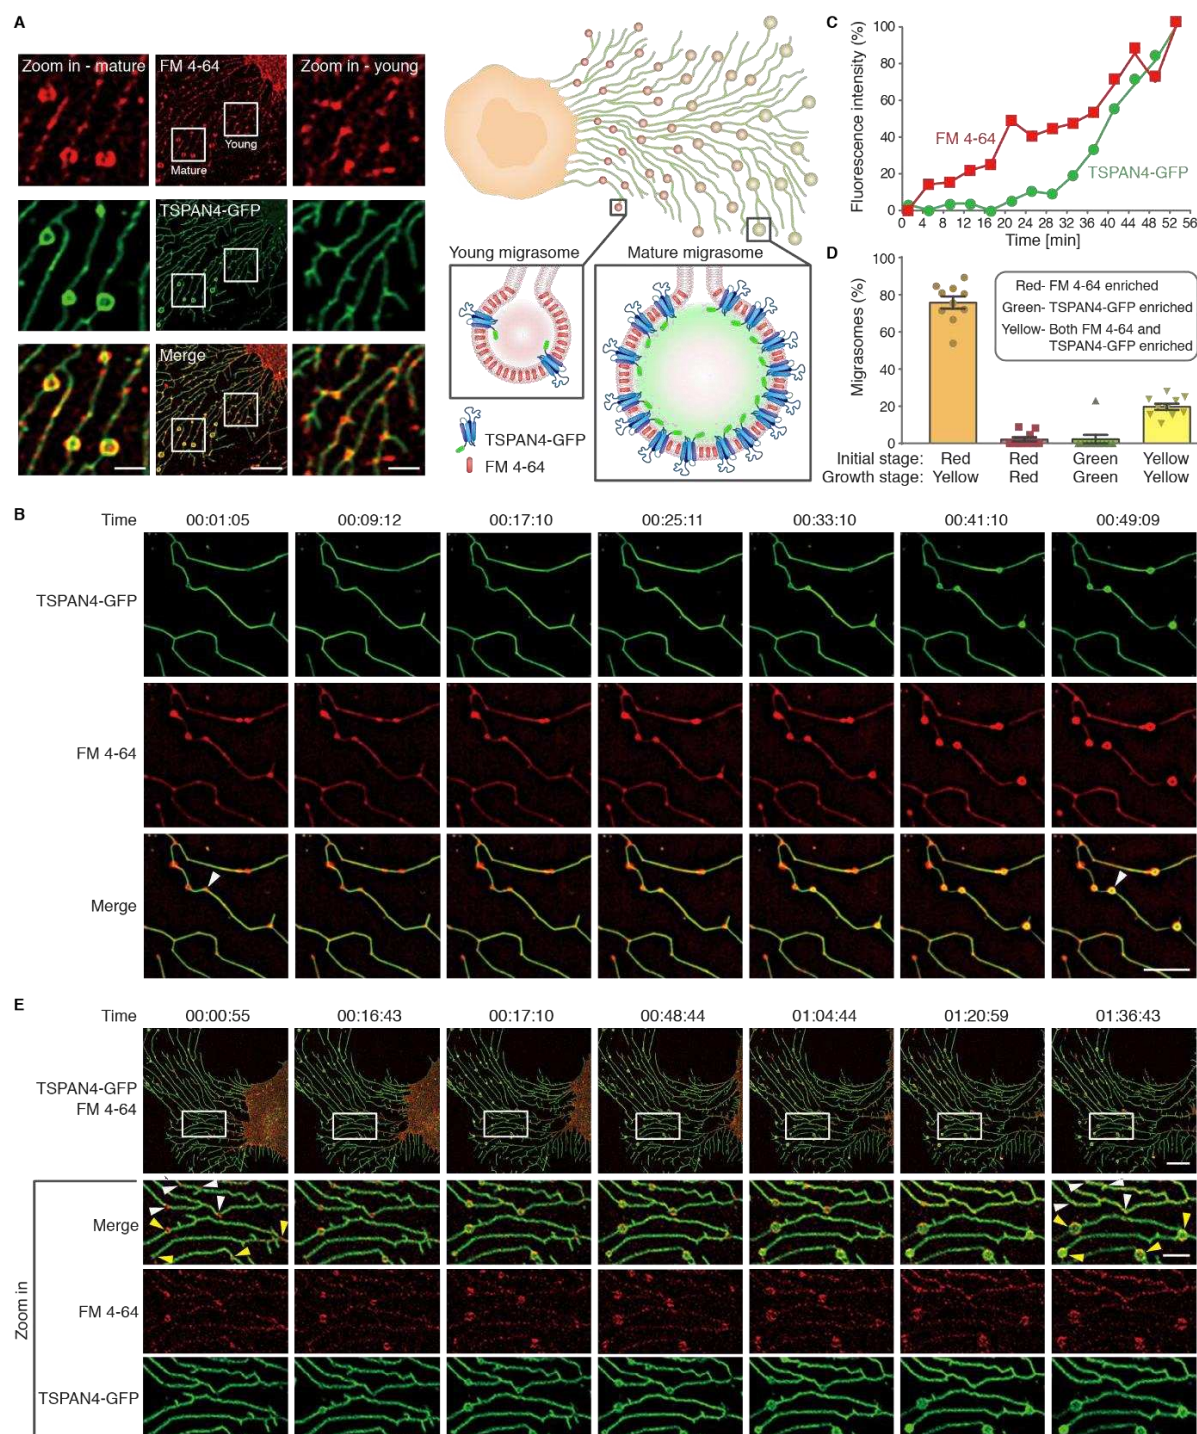 A
Zoom in - mature
FM 4-64
Zoom in - young
Young
Mature
TSPAN4-GFP
Merge
Young migrasome
Mature migrasome
TSPAN4-GFP
FM 4-64
C
Fluorescence intensity (%)
100
80
60
40
20
0
FM 4-64
TSPAN4-GFP
0 4 8 12 16 20 24 28 32 36 40 44 48 52 56
Time [min]
D
Migrasomes (%)
100
80
60
40
20
0
Red- FM 4-64 enriched
Green- TSPAN4-GFP enriched
Yellow- Both FM 4-64 and
TSPAN4-GFP enriched
Initial stage: Red Red Green Yellow
Growth stage: Yellow Red Green Yellow
B
Time 00:01:05 00:09:12 00:17:10 00:25:11 00:33:10 00:41:10 00:49:09
TSPAN4-GFP
FM 4-64
Merge
E
Time 00:00:55 00:16:43 00:17:10 00:48:44 01:04:44 01:20:59 01:36:43
TSPAN4-GFP
FM 4-64
Zoom in
Merge
FM 4-64
TSPAN4-GFP